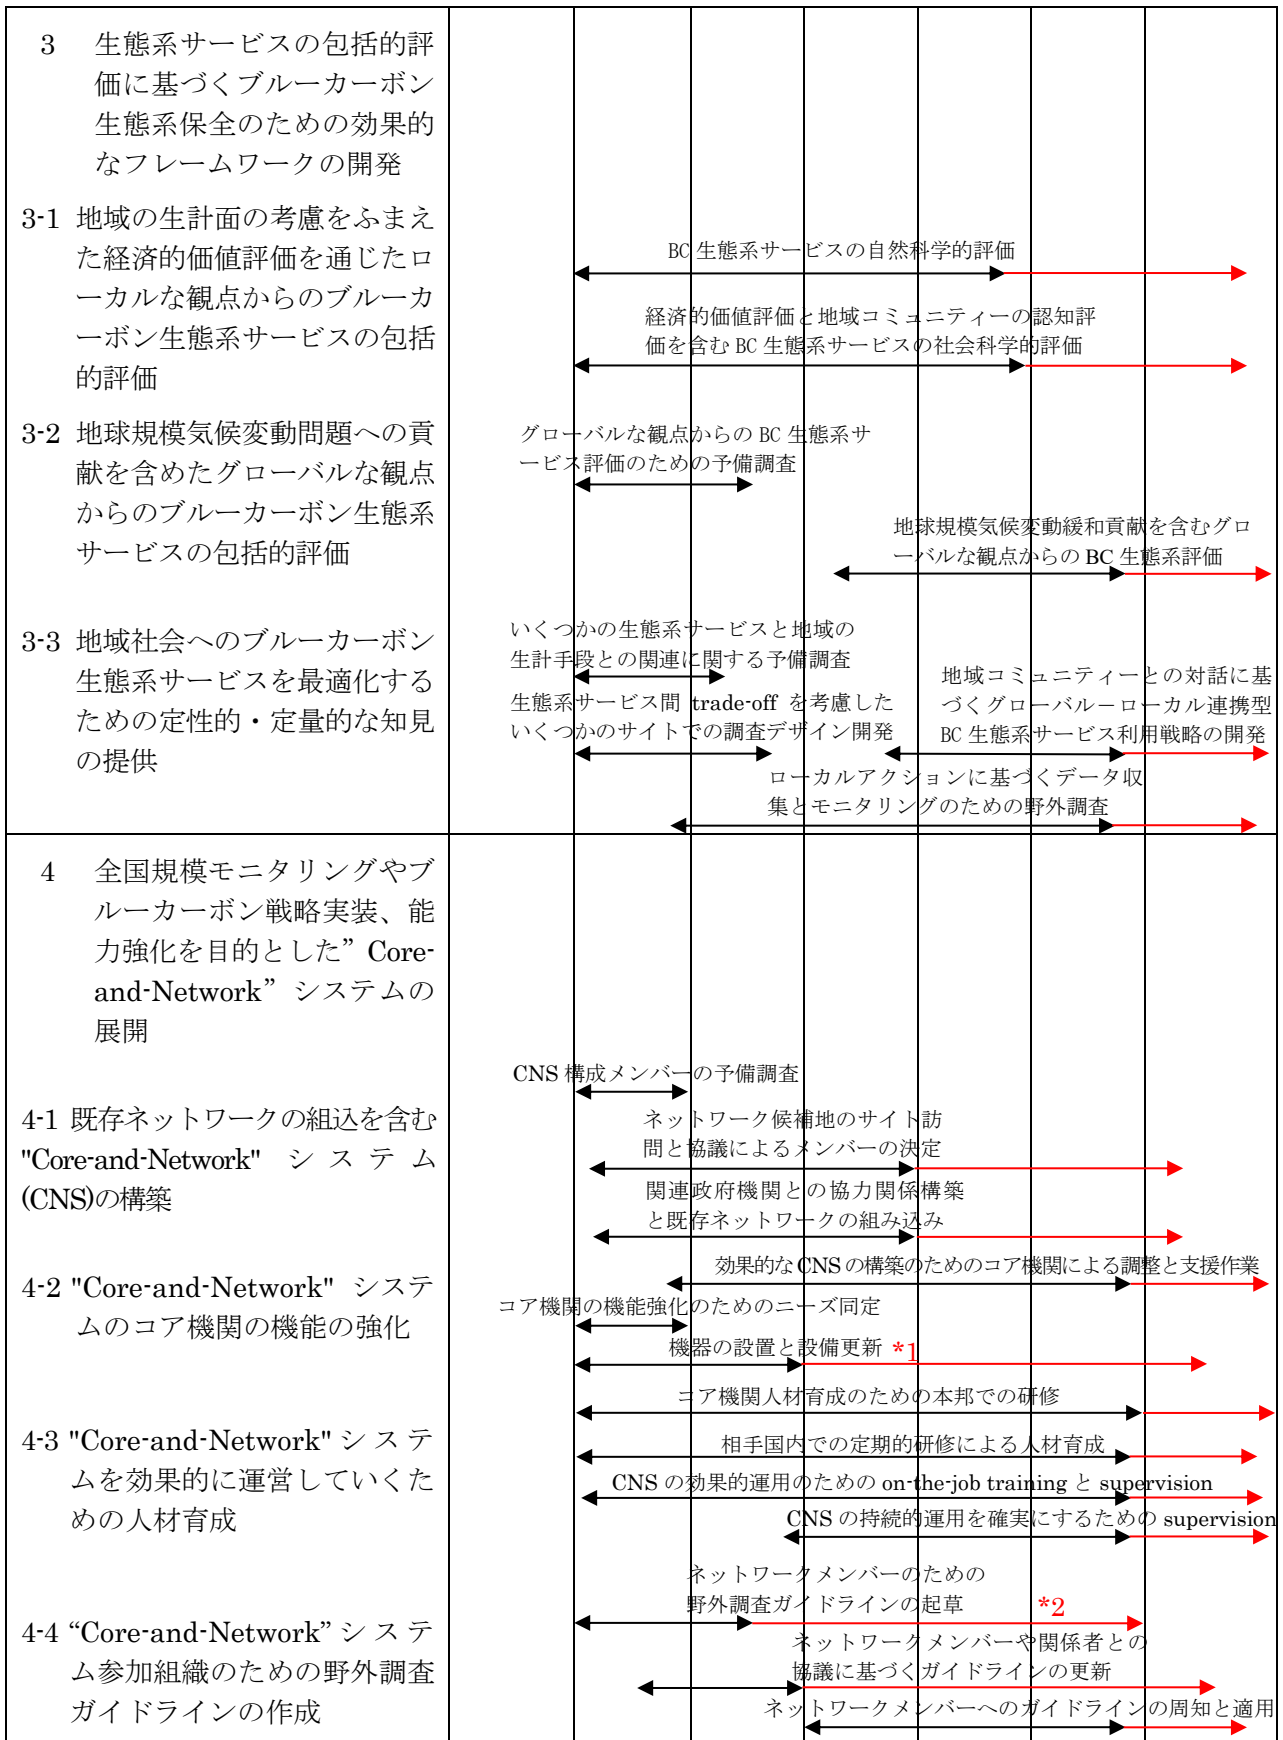 3 生態系サービスの包括的評
価に基づくブルーカーボン
生態系保全のための効果的
なフレームワークの開発
3-1 地域の生計面の考慮をふまえ
た経済的価値評価を通じたロ
ーカルな観点からのブルーカ
ーボン生態系サービスの包括
的評価
BC 生態系サービスの自然科学的評価
経済的価値評価と地域コミュニティーの認知評
価を含む BC 生態系サービスの社会科学的評価
3-2 地球規模気候変動問題への貢
献を含めたグローバルな観点
からのブルーカーボン生態系
サービスの包括的評価
グローバルな観点からの BC 生態系サ
ービス評価のための予備調査
地球規模気候変動緩和貢献を含むグロ
ーバルな観点からの BC 生態系評価
3-3 地域社会へのブルーカーボン
生態系サービスを最適化する
ための定性的・定量的な知見
の提供
いくつかの生態系サービスと地域の
生計手段との関連に関する予備調査
生態系サービス間 trade-off を考慮した
いくつかのサイトでの調査デザイン開発
地域コミュニティーとの対話に基
づくグローバル－ローカル連携型
BC 生態系サービス利用戦略の開発
ローカルアクションに基づくデータ収
集とモニタリングのための野外調査
4 全国規模モニタリングやブ
ルーカーボン戦略実装、能
力強化を目的とした”Core-
and-Network”システムの
展開
CNS 構成メンバーの予備調査
4-1 既存ネットワークの組込を含む
"Core-and-Network" システム
(CNS)の構築
ネットワーク候補地のサイト訪
問と協議によるメンバーの決定
関連政府機関との協力関係構築
と既存ネットワークの組み込み
4-2 "Core-and-Network" システ
ムのコア機関の機能の強化
効果的な CNS の構築のためのコア機関による調整と支援作業
コア機関の機能強化のためのニーズ同定
機器の設置と設備更新 *1
コア機関人材育成のための本邦での研修
4-3 "Core-and-Network" システ
ムを効果的に運営していくた
めの人材育成
相手国内での定期的研修による人材育成
CNS の効果的運用のための on-the-job training と supervision
CNS の持続的運用を確実にするための supervision
4-4 “Core-and-Network” システ
ム参加組織のための野外調査
ガイドラインの作成
ネットワークメンバーのための
野外調査ガイドラインの起草 *2
ネットワークメンバーや関係者との
協議に基づくガイドラインの更新
ネットワークメンバーへのガイドラインの周知と適用